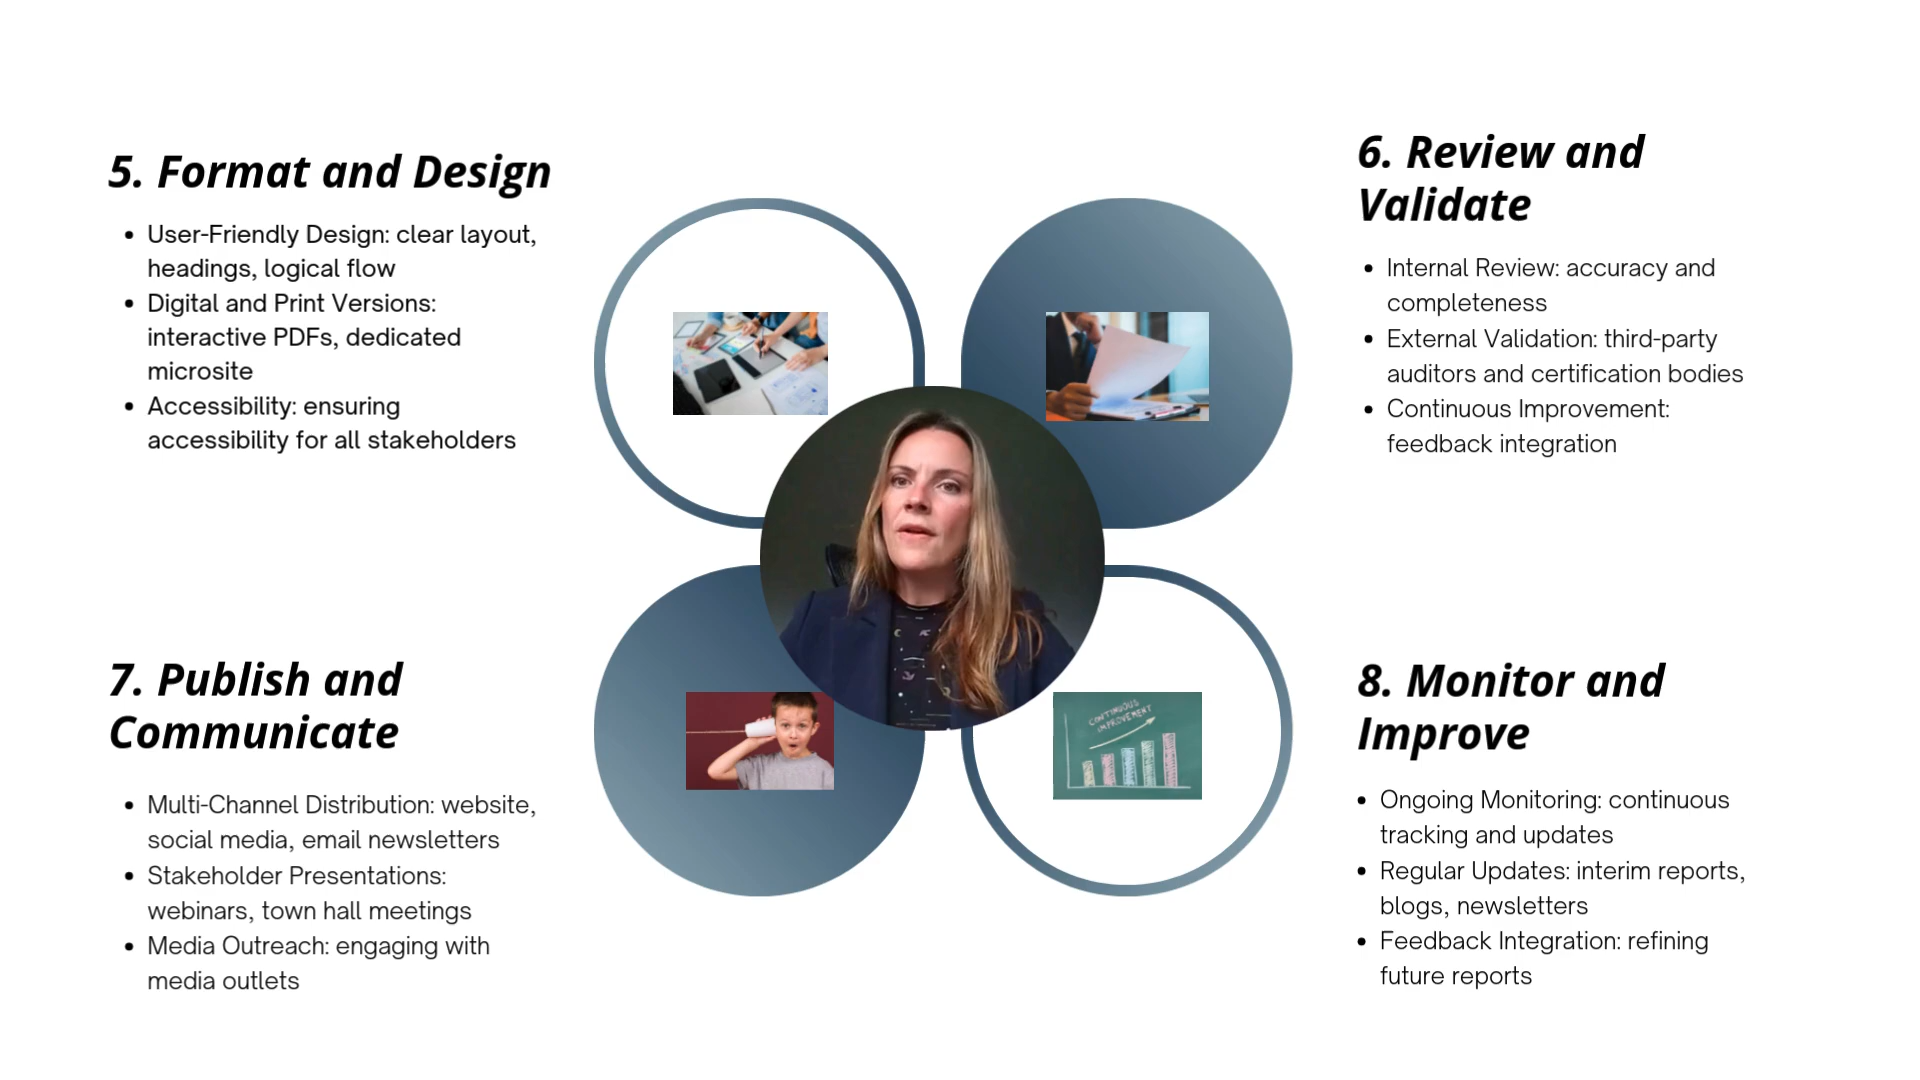 5. Format and Design
User-Friendly Design: clear layout,
headings, logical flow
Digital and Print Versions:
interactive PDFs, dedicated
microsite
Accessibility: ensuring
accessibility for all stakeholders
6. Review and
Validate
Internal Review: accuracy and
completeness
External Validation: third-party
auditors and certification bodies
Continuous Improvement:
feedback integration
7. Publish and
Communicate
Multi-Channel Distribution: website,
social media, email newsletters
Stakeholder Presentations:
webinars, town hall meetings
Media Outreach: engaging with
media outlets
CONTINUOUS
IMPROVEMENT
8. Monitor and
Improve
Ongoing Monitoring: continuous
tracking and updates
Regular Updates: interim reports,
blogs, newsletters
Feedback Integration: refining
future reports